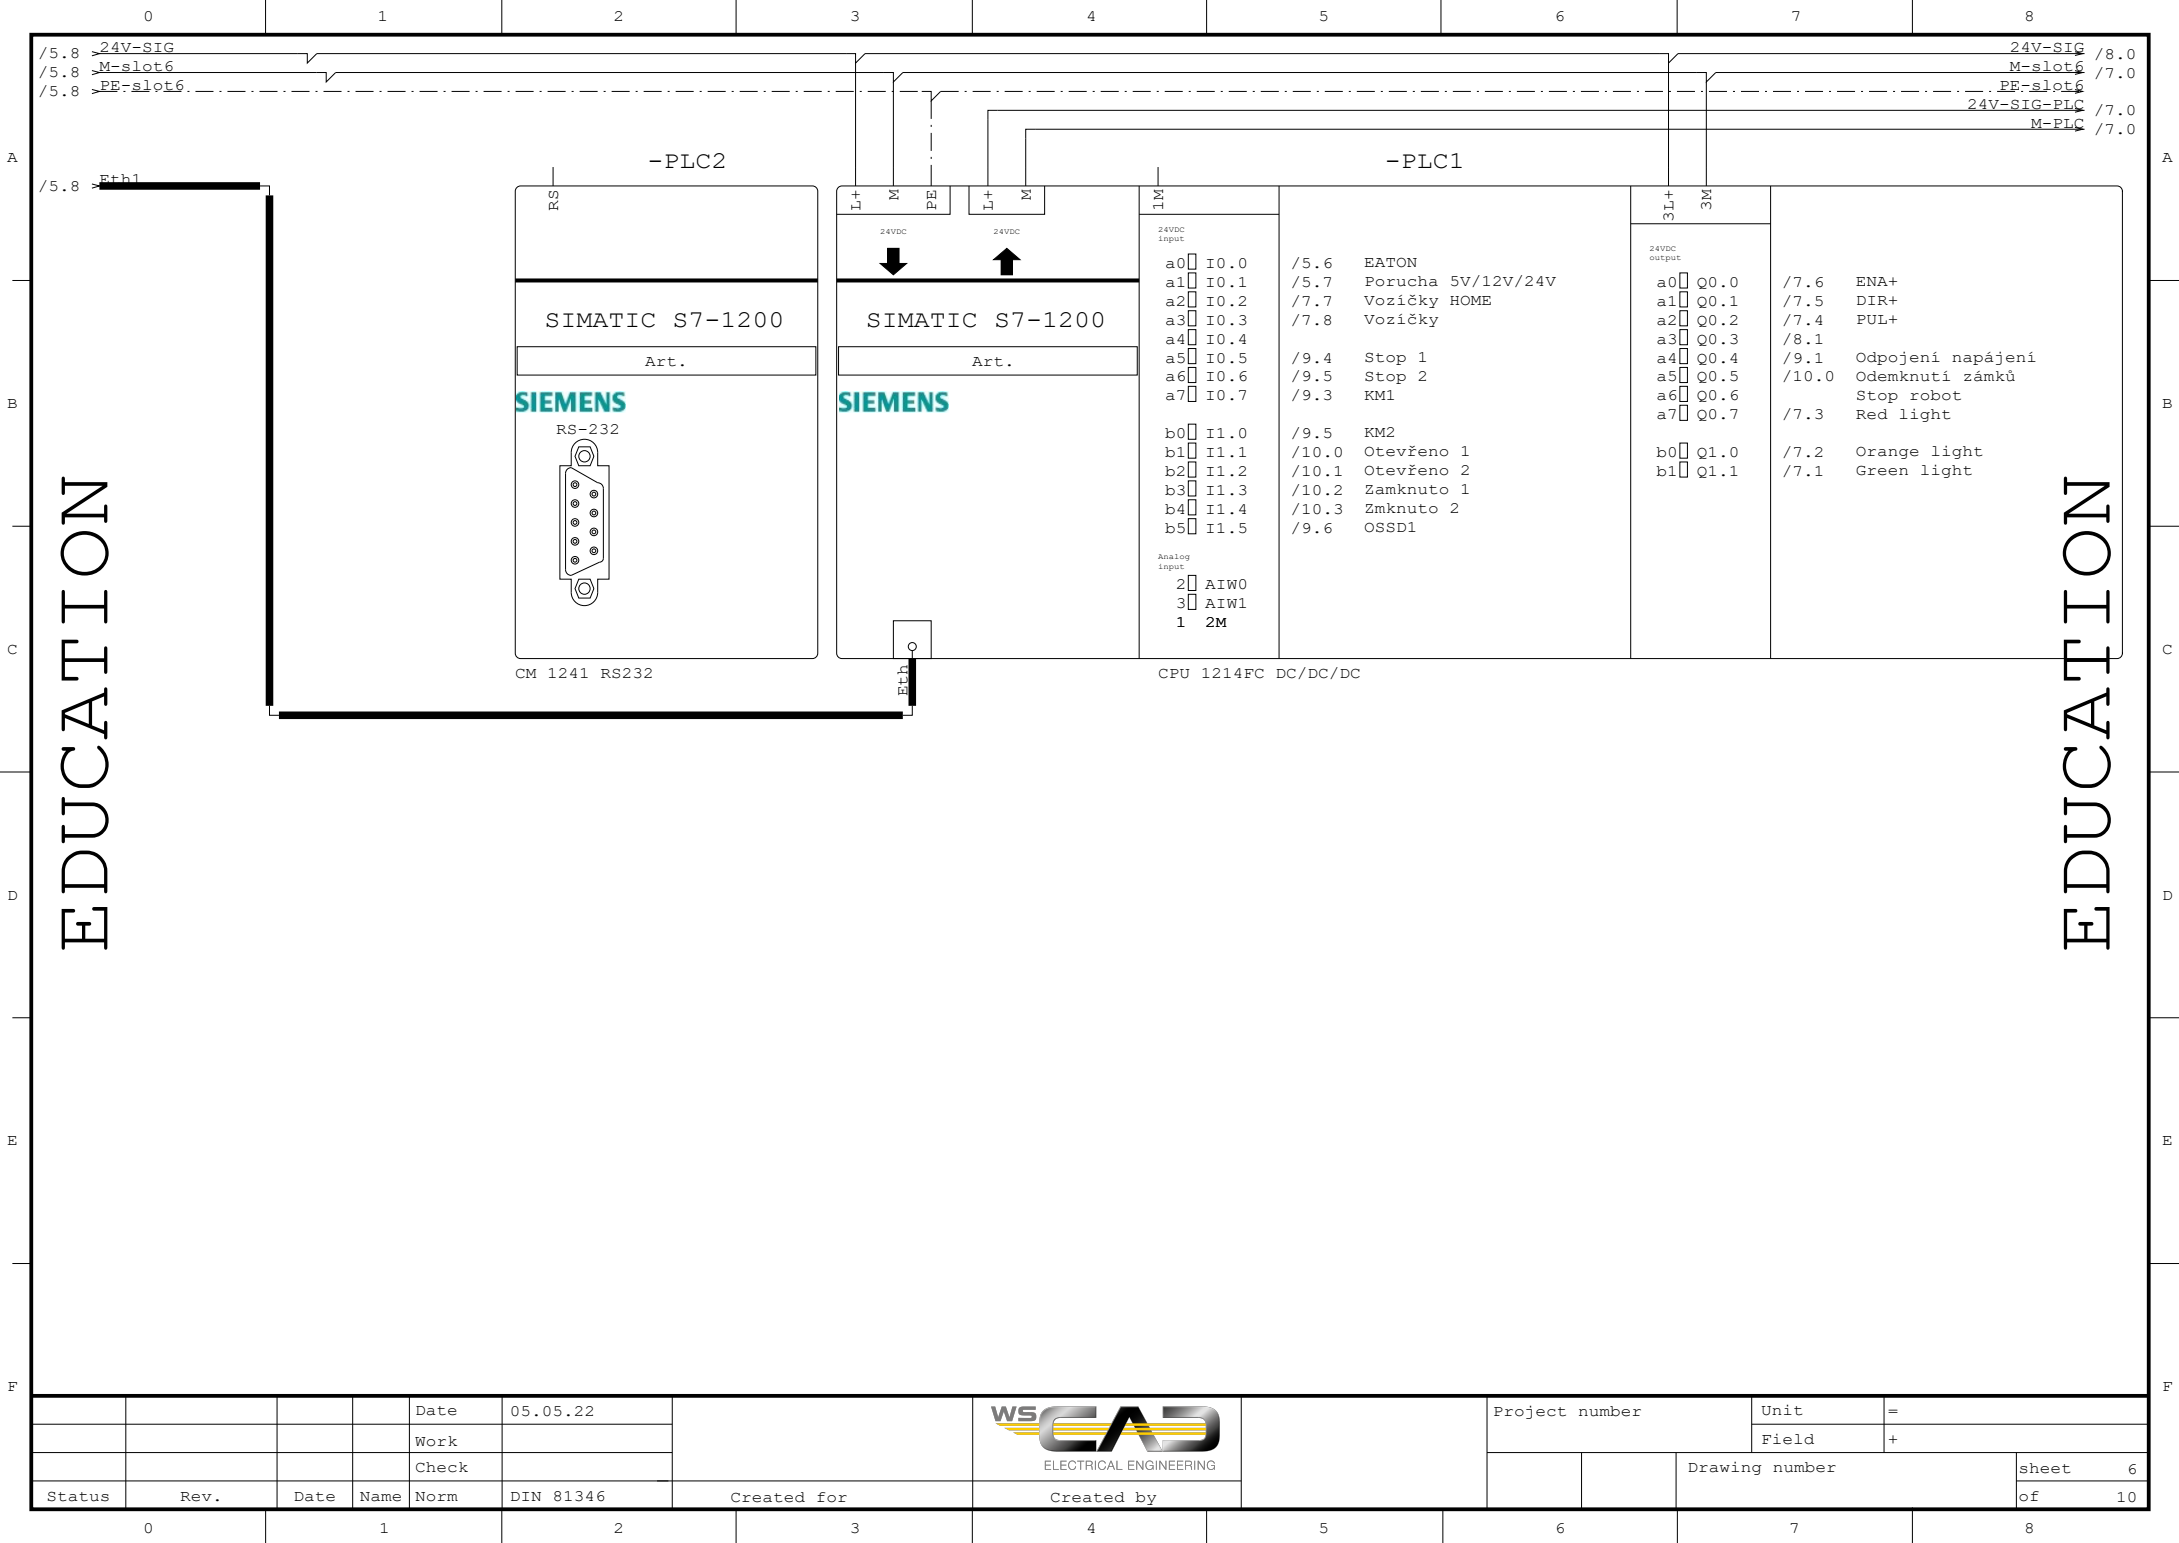 0 1 2 3 4 5 6 7 8
/5.8 24V-SIG 24V-SIG /8.0
/5.8 M-slot6 M-slot6 /7.0
/5.8 PE-slot6 PE-slot6
24V-SIG-PLC /7.0
M-PLC /7.0
A -PLC2 -PLC1 A
/5.8 Eth1
RS L+ M PE L+ M 1M 3L+ 3M
24VDC 24VDC 24VDC
input
24VDC
output
a0 I0.0 /5.6 EATON
a1 I0.1 /5.7 Porucha 5V/12V/24V a0 Q0.0 /7.6 ENA+
a2 I0.2 /7.7 Vozíčky HOME a1 Q0.1 /7.5 DIR+
SIMATIC S7-1200 SIMATIC S7-1200 a3 I0.3 /7.8 Vozíčky a2 Q0.2 /7.4 PUL+
a4 I0.4 a3 Q0.3 /8.1
Art. Art. a5 I0.5 /9.4 Stop 1 a4 Q0.4 /9.1 Odpojení napájení
a6 I0.6 /9.5 Stop 2 a5 Q0.5 /10.0 Odemknutí zámků
a7 I0.7 /9.3 KM1 a6 Q0.6 Stop robot
B SIEMENS SIEMENS B
a7 Q0.7 /7.3 Red light
RS-232 b0 I1.0 /9.5 KM2
b1 I1.1 /10.0 Otevřeno 1 b0 Q1.0 /7.2 Orange light
b2 I1.2 /10.1 Otevřeno 2 b1 Q1.1 /7.1 Green light
b3 I1.3 /10.2 Zamknuto 1
b4 I1.4 /10.3 Zmknuto 2
b5 I1.5 /9.6 OSSD1
Analog
input
2 AIW0
3 AIW1
1 2M
C C
CM 1241 RS232 Eth CPU 1214FC DC/DC/DC
EDUCATION EDUCATION
D D
E E
F F
Date 05.05.22 WS CAD Project number Unit =
Work Field +
Check ELECTRICAL ENGINEERING Drawing number sheet 6
Status Rev. Date Name Norm DIN 81346 Created for Created by of 10
0 1 2 3 4 5 6 7 8